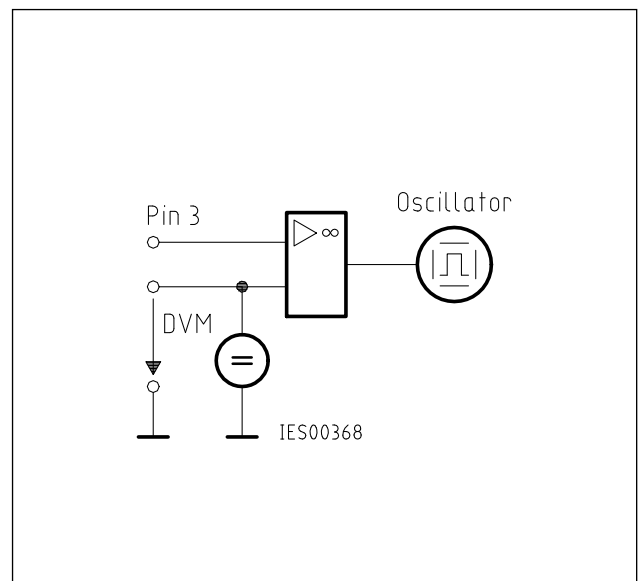 Oscillator
Pin 3
∞
DVM
=
IES00368